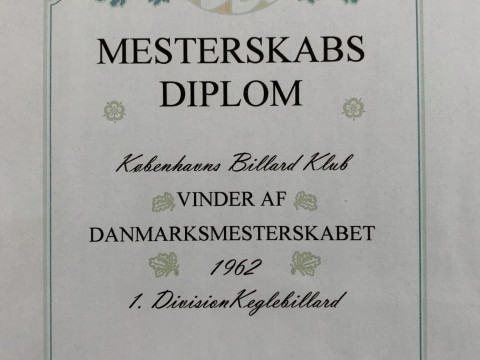 MESTERSKABS
DIPLOM
Københavns Billard Klub
VINDER AF
DANMARKSMESTERSKABET
1962
1. DivisionKeglebillard